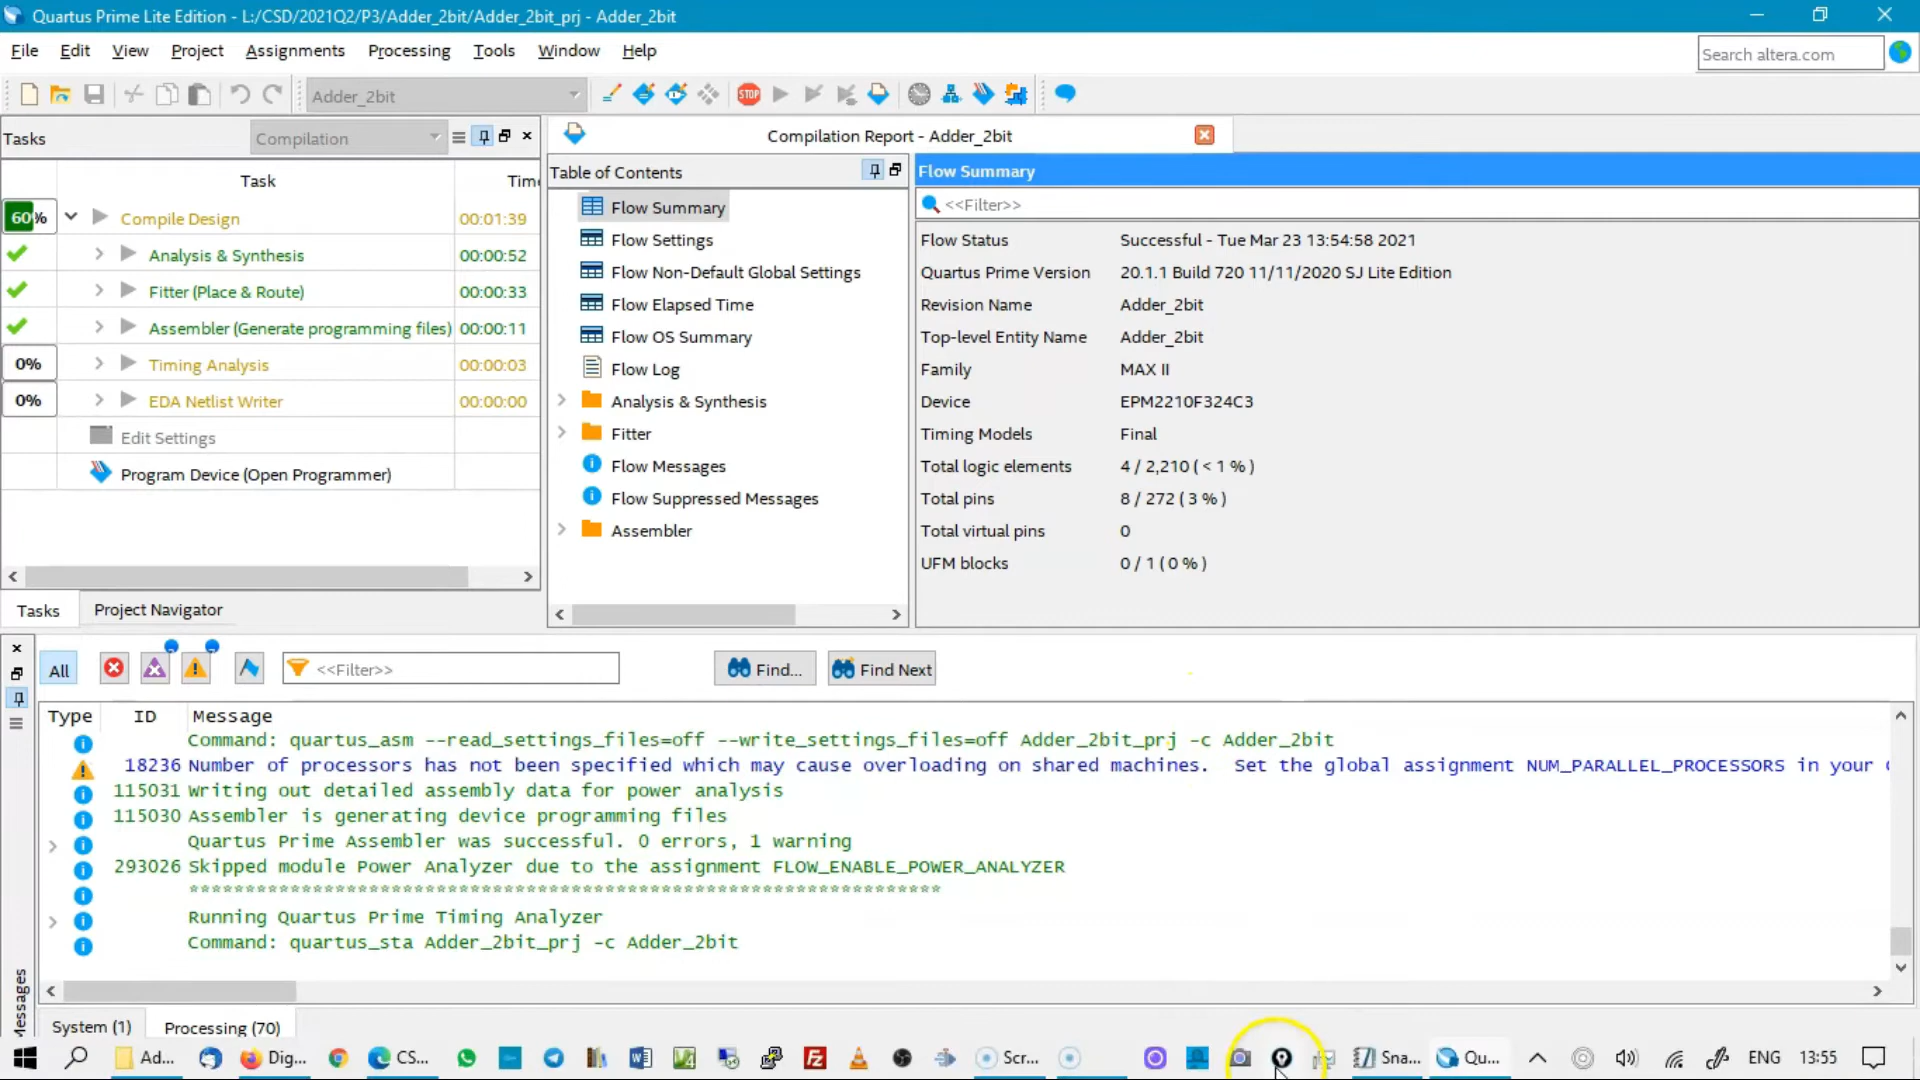 Quartus Prime Lite Edition - L:/CSD/2021Q2/P3/Adder_2bit/Adder_2bit_prj - Adder_2bit
File Edit View Project Assignments Processing Tools Window Help
Search altera.com
Adder_2bit
STOP
Tasks
Compilation
Compilation Report - Adder_2bit
Task Time
60% Compile Design 00:01:39
Analysis & Synthesis 00:00:52
Fitter (Place & Route) 00:00:33
Assembler (Generate programming files) 00:00:11
0% Timing Analysis 00:00:03
0% EDA Netlist Writer 00:00:00
Edit Settings
Program Device (Open Programmer)
Tasks Project Navigator
Table of Contents
Flow Summary
Flow Settings
Flow Non-Default Global Settings
Flow Elapsed Time
Flow OS Summary
Flow Log
Analysis & Synthesis
Fitter
Flow Messages
Flow Suppressed Messages
Assembler
Flow Summary
<<Filter>>
Flow Status Successful - Tue Mar 23 13:54:58 2021
Quartus Prime Version 20.1.1 Build 720 11/11/2020 SJ Lite Edition
Revision Name Adder_2bit
Top-level Entity Name Adder_2bit
Family MAX II
Device EPM2210F324C3
Timing Models Final
Total logic elements 4 / 2,210 ( < 1 % )
Total pins 8 / 272 ( 3 % )
Total virtual pins 0
UFM blocks 0 / 1 ( 0 % )
All <<Filter>> Find... Find Next
Type ID Message
Command: quartus_asm --read_settings_files=off --write_settings_files=off Adder_2bit_prj -c Adder_2bit
18236 Number of processors has not been specified which may cause overloading on shared machines. Set the global assignment NUM_PARALLEL_PROCESSORS in your
115031 Writing out detailed assembly data for power analysis
115030 Assembler is generating device programming files
Quartus Prime Assembler was successful. 0 errors, 1 warning
293026 Skipped module Power Analyzer due to the assignment FLOW_ENABLE_POWER_ANALYZER
*******************************************************************
Running Quartus Prime Timing Analyzer
Command: quartus_sta Adder_2bit_prj -c Adder_2bit
Messages
System (1) Processing (70)
Ad... Dig... CS... Scr... Sna... Qu... ENG 13:55